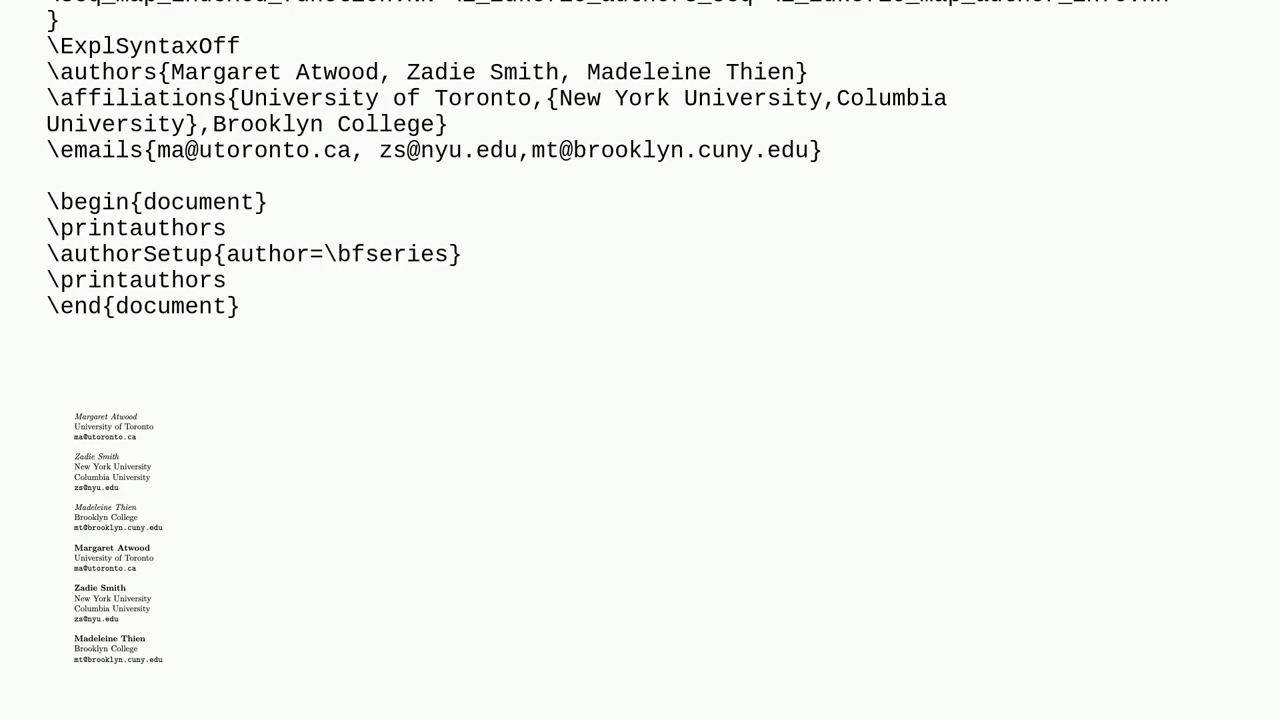 }
\ExplSyntaxOff
\authors{Margaret Atwood, Zadie Smith, Madeleine Thien}
\affiliations{University of Toronto,{New York University,Columbia
University},Brooklyn College}
\emails{ma@utoronto.ca, zs@nyu.edu,mt@brooklyn.cuny.edu}
\begin{document}
\printauthors
\authorSetup{author=\bfseries}
\printauthors
\end{document}
Margaret Atwood
University of Toronto
ma@utoronto.ca
Zadie Smith
New York University
Columbia University
zs@nyu.edu
Madeleine Thien
Brooklyn College
mt@brooklyn.cuny.edu
Margaret Atwood
University of Toronto
ma@utoronto.ca
Zadie Smith
New York University
Columbia University
zs@nyu.edu
Madeleine Thien
Brooklyn College
mt@brooklyn.cuny.edu